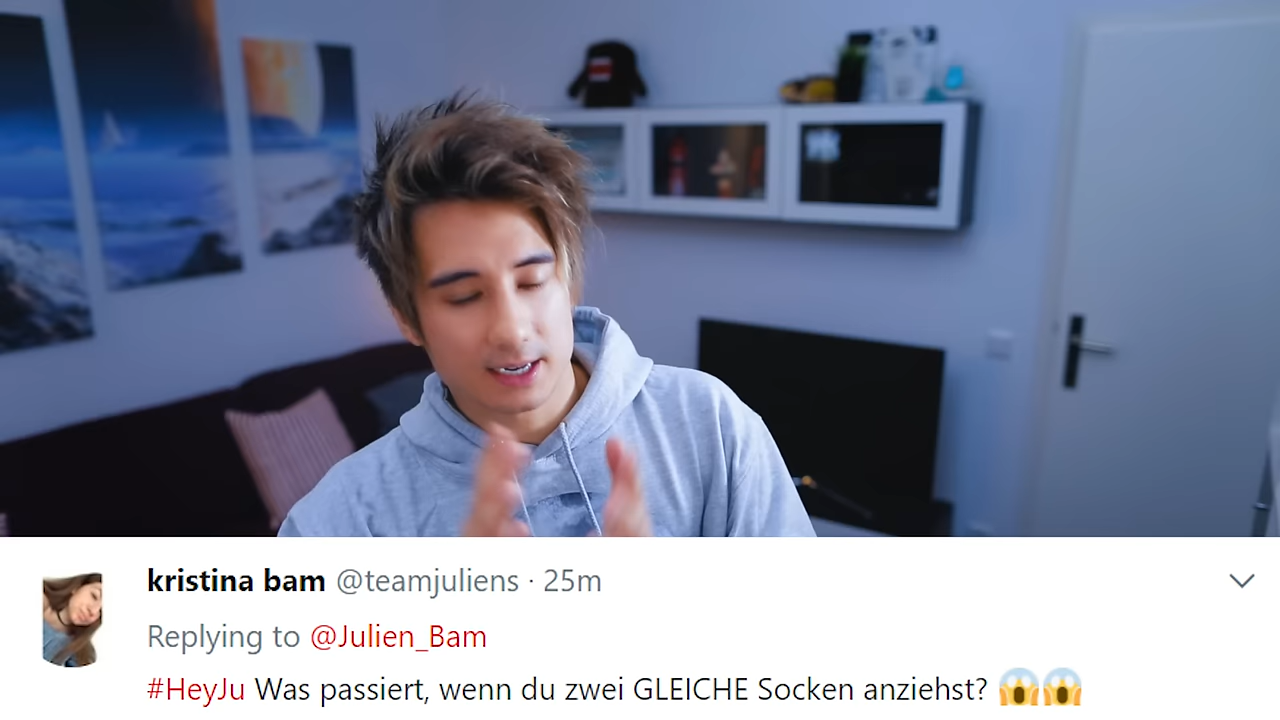 kristina bam @teamjuliens · 25m
Replying to @Julien_Bam
#HeyJu Was passiert, wenn du zwei GLEICHE Socken anziehst? 😱😱